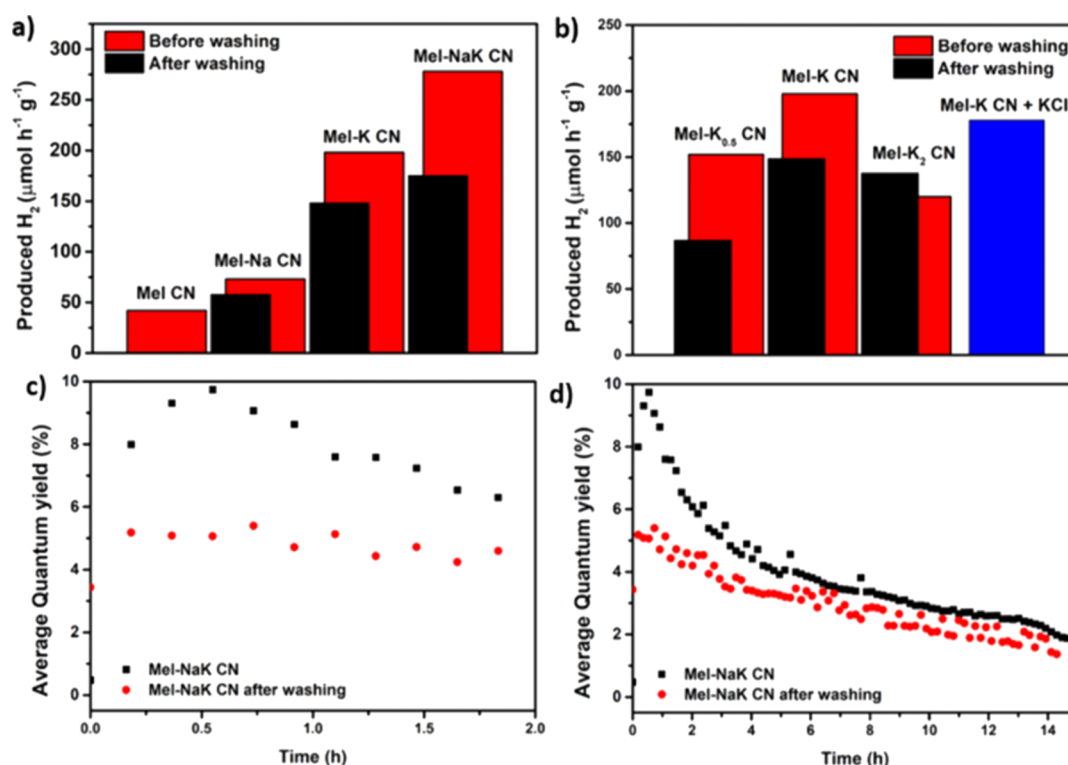 a)
Produced H2 (μmol h-1 g-1)
300
250
200
150
100
50
0
Before washing
After washing
Mel-NaK CN
Mel-K CN
Mel-Na CN
Mel CN
b)
Produced H2 (μmol h-1 g-1)
250
200
150
100
50
0
Before washing
After washing
Mel-K CN
Mel-K CN + KCl
Mel-K0.5 CN
Mel-K2 CN
c)
Average Quantum yield (%)
10
8
6
4
2
0
Mel-NaK CN
Mel-NaK CN after washing
0.0 0.5 1.0 1.5 2.0
Time (h)
d)
Average Quantum yield (%)
10
8
6
4
2
0
Mel-NaK CN
Mel-NaK CN after washing
0 2 4 6 8 10 12 14
Time (h)